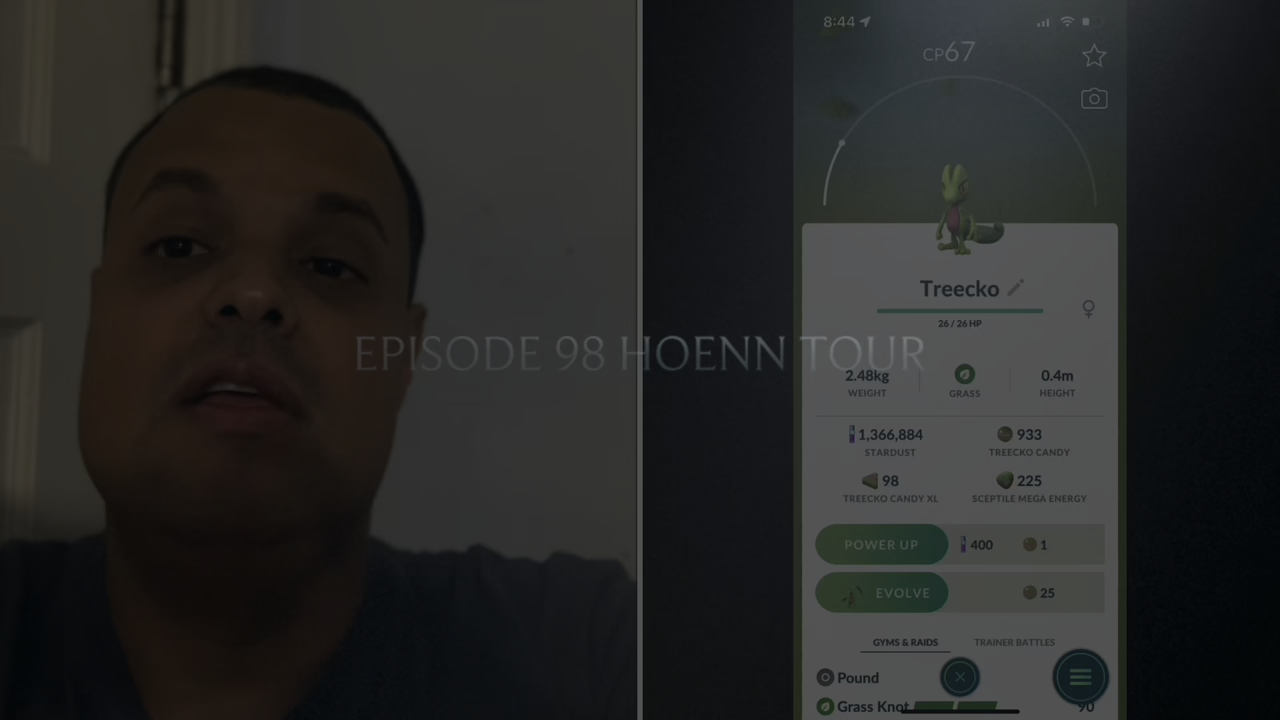 8:44
CP67
Treecko
26 / 26 HP
EPISODE 98 HOENN TOUR
2.48kg
WEIGHT
GRASS
0.4m
HEIGHT
1,366,884
STARDUST
933
TREECKO CANDY
98
TREECKO CANDY XL
225
SCEPTILE MEGA ENERGY
POWER UP
400
1
EVOLVE
25
GYMS & RAIDS
TRAINER BATTLES
Pound
Grass Knot
90